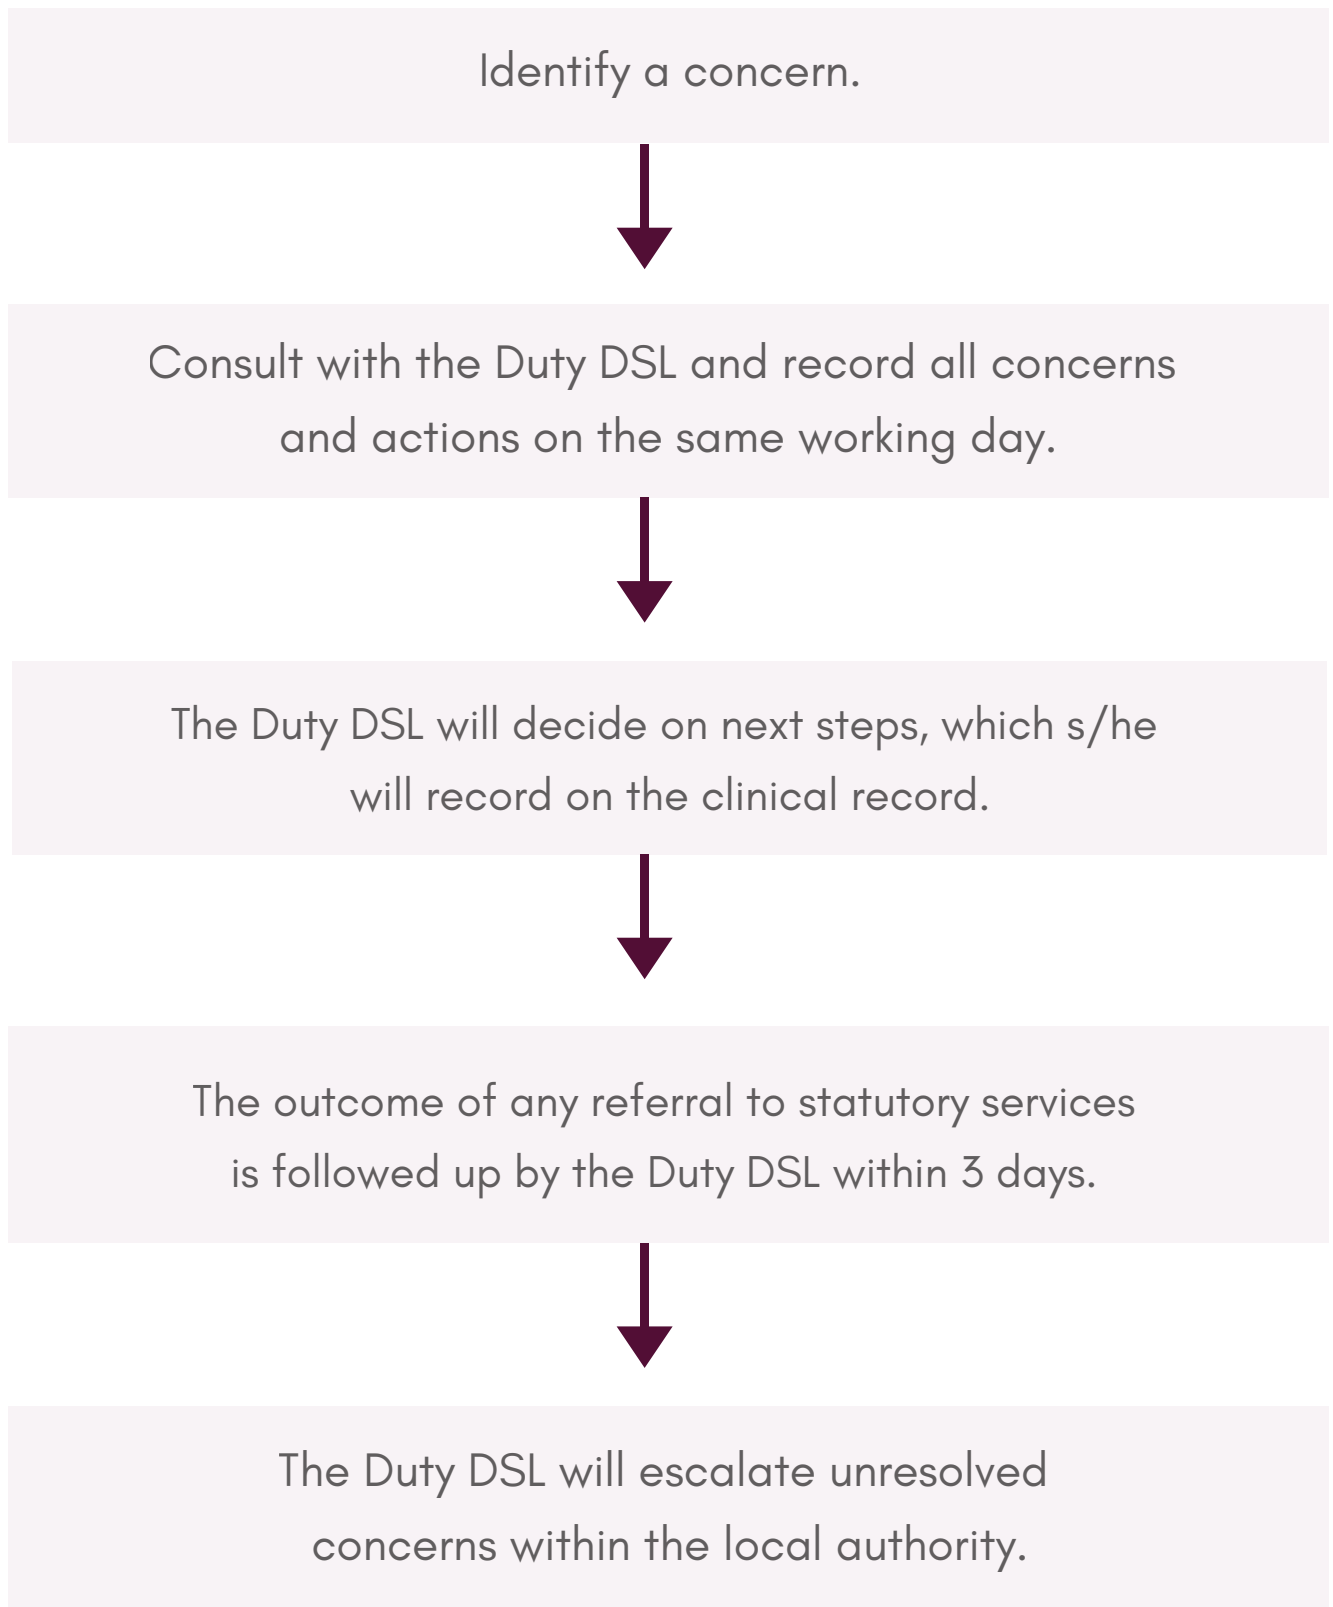 Identify a concern.
Consult with the Duty DSL and record all concerns
and actions on the same working day.
The Duty DSL will decide on next steps, which s/he
will record on the clinical record.
The outcome of any referral to statutory services
is followed up by the Duty DSL within 3 days.
The Duty DSL will escalate unresolved
concerns within the local authority.